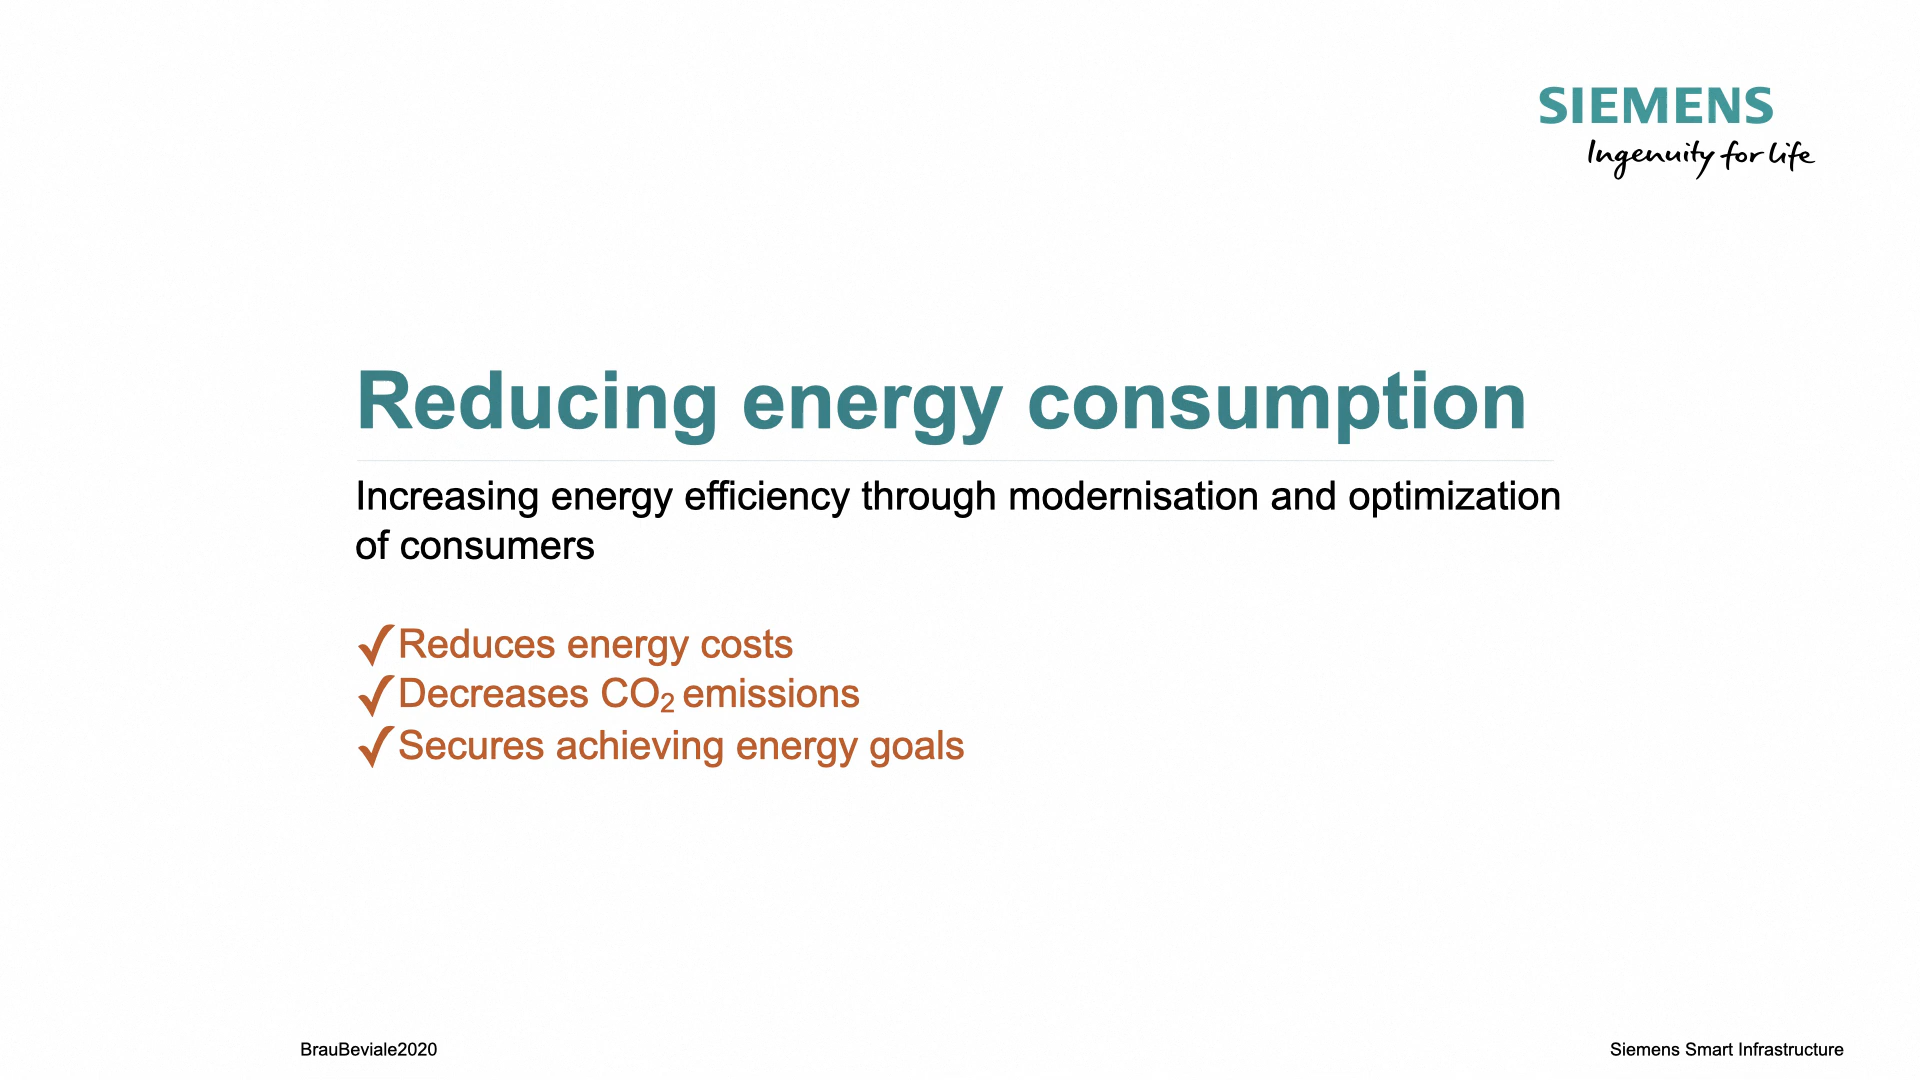 SIEMENS
Ingenuity for life
Reducing energy consumption
Increasing energy efficiency through modernisation and optimization
of consumers
✓Reduces energy costs
✓Decreases CO₂ emissions
✓Secures achieving energy goals
BrauBeviale2020
Siemens Smart Infrastructure